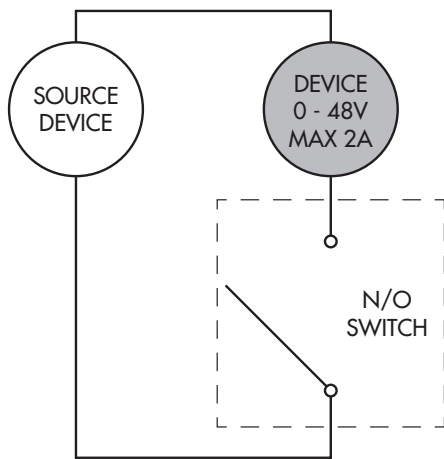 SOURCE
DEVICE
DEVICE
0 - 48V
MAX 2A
N/O
SWITCH